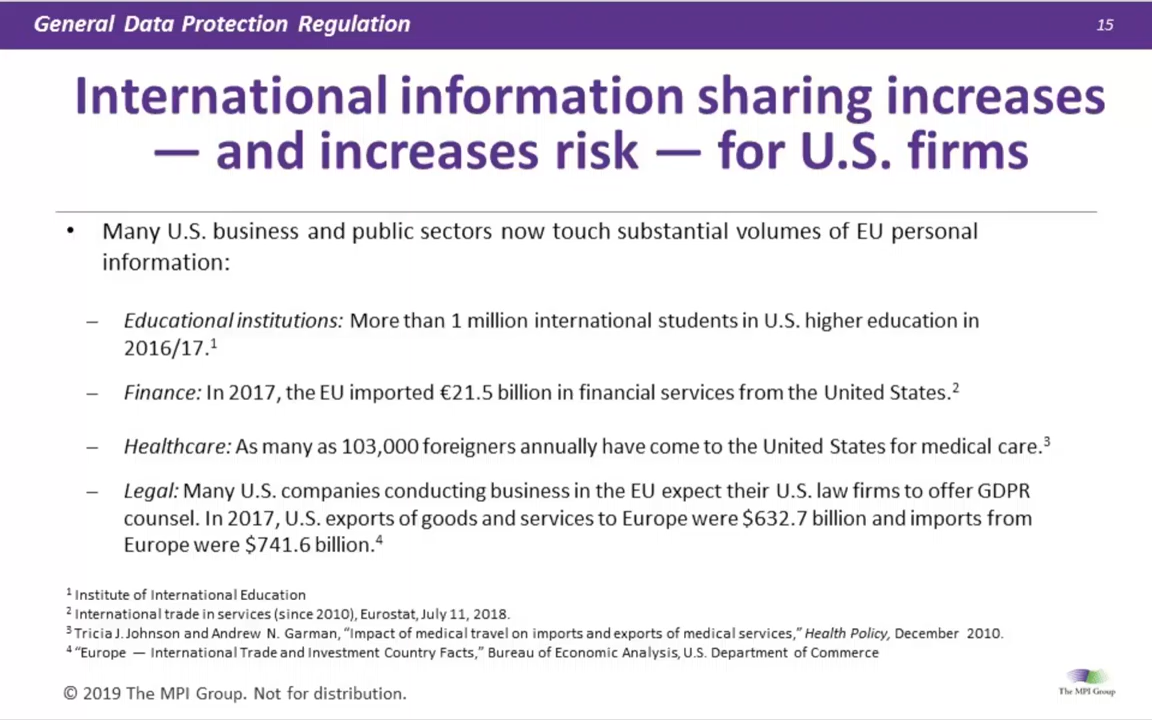 General Data Protection Regulation
15
International information sharing increases
— and increases risk — for U.S. firms
• Many U.S. business and public sectors now touch substantial volumes of EU personal
information:
– Educational institutions: More than 1 million international students in U.S. higher education in
2016/17.¹
– Finance: In 2017, the EU imported €21.5 billion in financial services from the United States.²
– Healthcare: As many as 103,000 foreigners annually have come to the United States for medical care.³
– Legal: Many U.S. companies conducting business in the EU expect their U.S. law firms to offer GDPR
counsel. In 2017, U.S. exports of goods and services to Europe were $632.7 billion and imports from
Europe were $741.6 billion.⁴
¹ Institute of International Education
² International trade in services (since 2010), Eurostat, July 11, 2018.
³ Tricia J. Johnson and Andrew N. Garman, “Impact of medical travel on imports and exports of medical services,” Health Policy, December 2010.
⁴ “Europe — International Trade and Investment Country Facts,” Bureau of Economic Analysis, U.S. Department of Commerce
© 2019 The MPI Group. Not for distribution.
The MPI Group